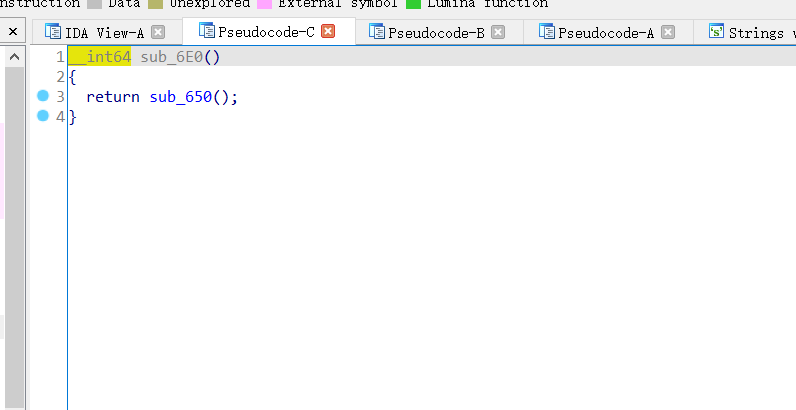 nstruction Data Unexplored External symbol Lumina function
IDA View-A Pseudocode-C Pseudocode-B Pseudocode-A Strings
1 __int64 sub_6E0()
2 {
3 return sub_650();
4 }